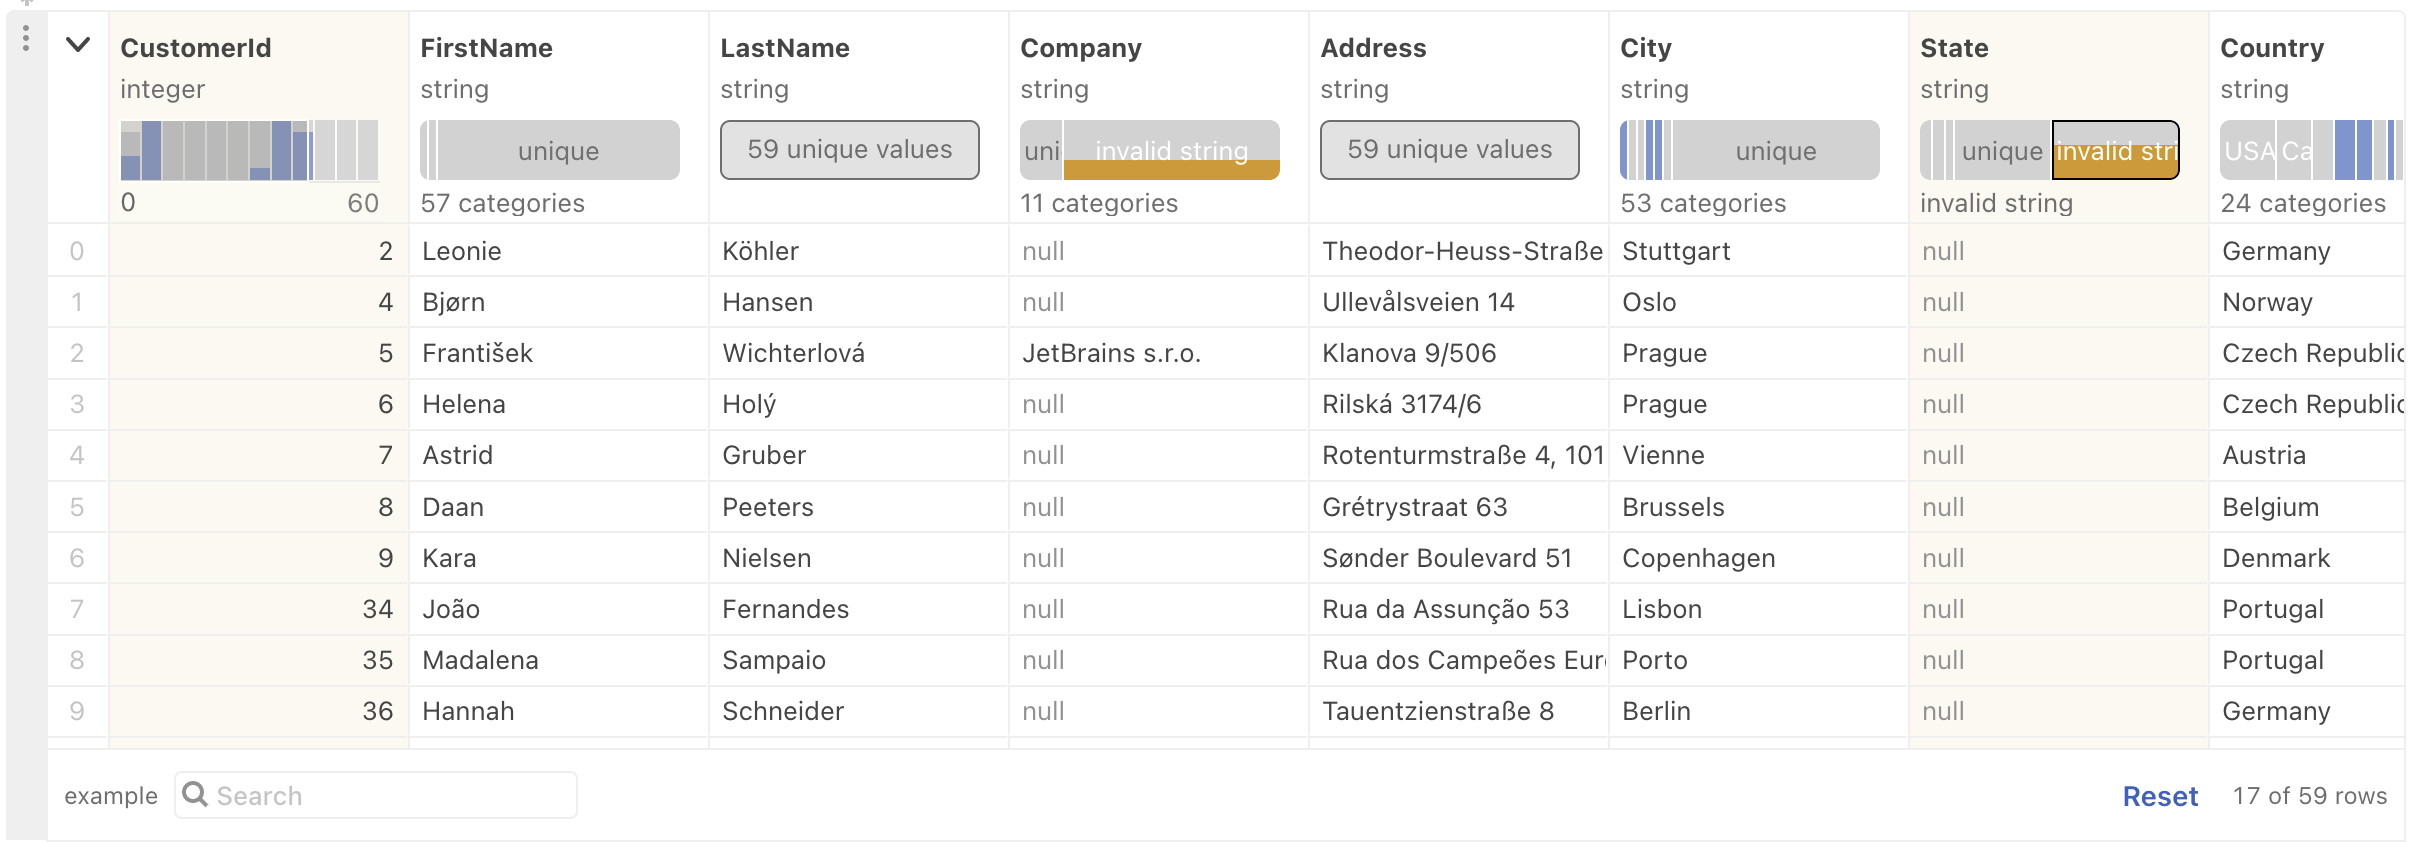 CustomerId FirstName LastName Company Address City State Country
integer string string string string string string string
unique 59 unique values uni invalid string 59 unique values unique unique invalid stri USA Ca
0 60 57 categories 11 categories 53 categories invalid string 24 categories
0 2 Leonie Köhler null Theodor-Heuss-Straße Stuttgart null Germany
1 4 Bjørn Hansen null Ullevålsveien 14 Oslo null Norway
2 5 František Wichterlová JetBrains s.r.o. Klanova 9/506 Prague null Czech Republic
3 6 Helena Holý null Rilská 3174/6 Prague null Czech Republic
4 7 Astrid Gruber null Rotenturmstraße 4, 101 Vienne null Austria
5 8 Daan Peeters null Grétrystraat 63 Brussels null Belgium
6 9 Kara Nielsen null Sønder Boulevard 51 Copenhagen null Denmark
7 34 João Fernandes null Rua da Assunção 53 Lisbon null Portugal
8 35 Madalena Sampaio null Rua dos Campeões Eur Porto null Portugal
9 36 Hannah Schneider null Tauentzienstraße 8 Berlin null Germany
example Search Reset 17 of 59 rows